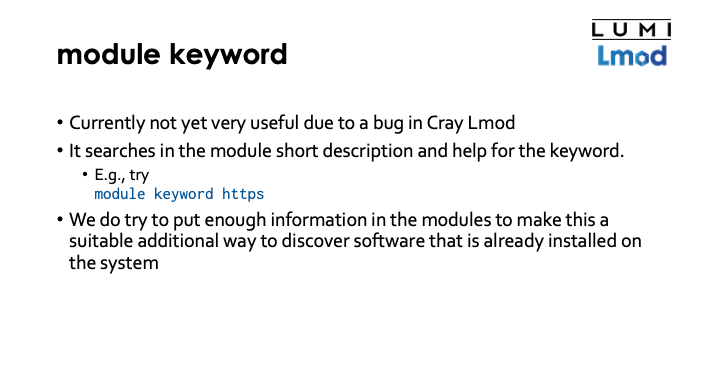 LUMI
Lmod
module keyword
• Currently not yet very useful due to a bug in Cray Lmod
• It searches in the module short description and help for the keyword.
• E.g., try
module keyword https
• We do try to put enough information in the modules to make this a
suitable additional way to discover software that is already installed on
the system